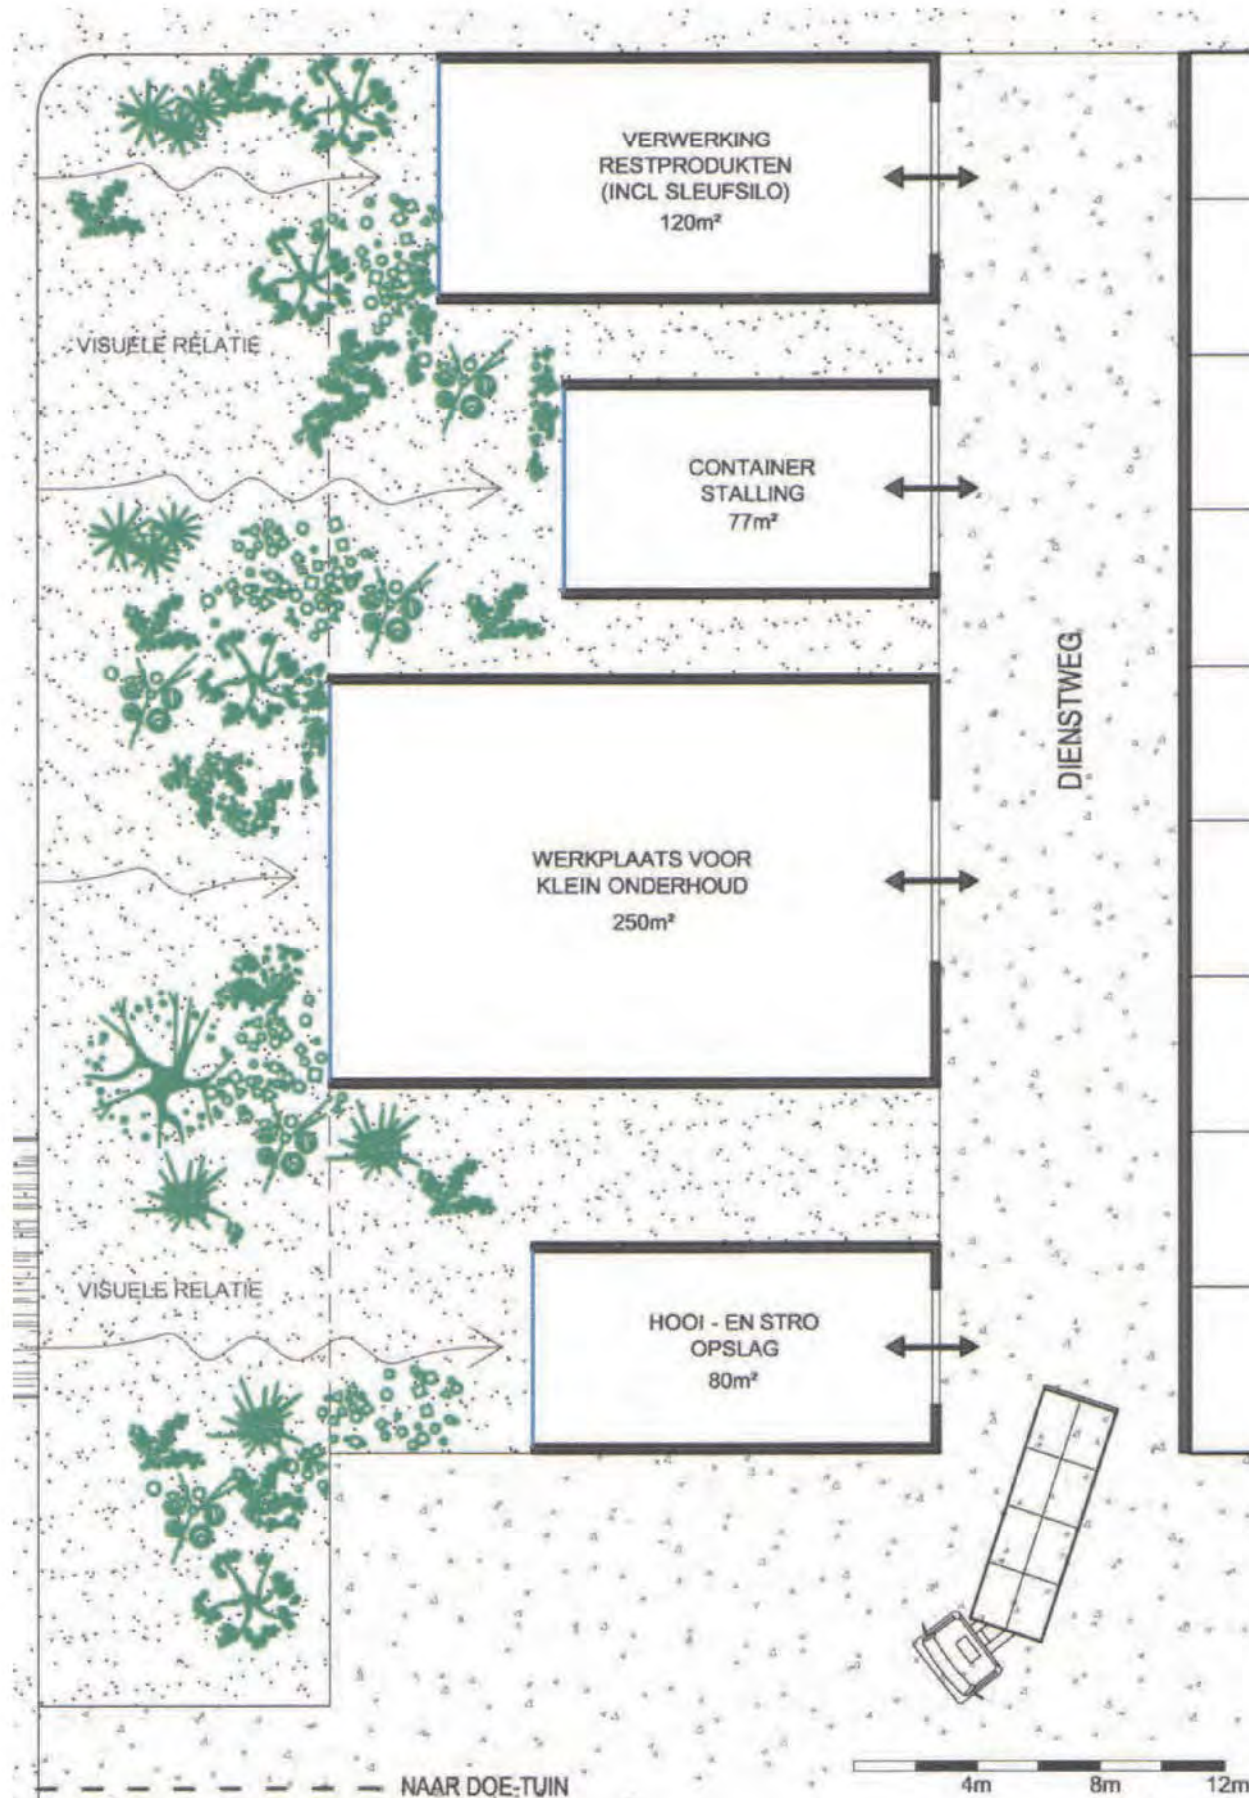 VERWERKING
RESTPRODUKTEN
(INCL SLEUFSILO)
120m²
VISUELE RELATIE
CONTAINER
STALLING
77m²
DIENSTWEG
WERKPLAATS VOOR
KLEIN ONDERHOUD
250m²
VISUELE RELATIE
HOOI - EN STRO
OPSLAG
80m²
NAAR DOE-TUIN
4m 8m 12m